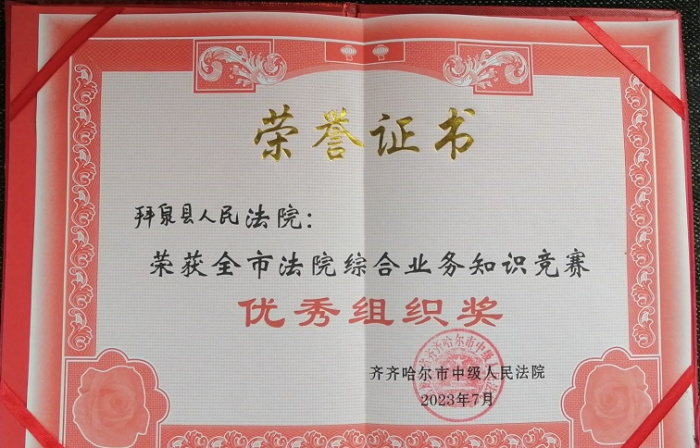 荣誉证书
拜泉县人民法院：
荣获全市法院综合业务知识竞赛
优秀组织奖
齐齐哈尔市中级人民法院
2023年7月